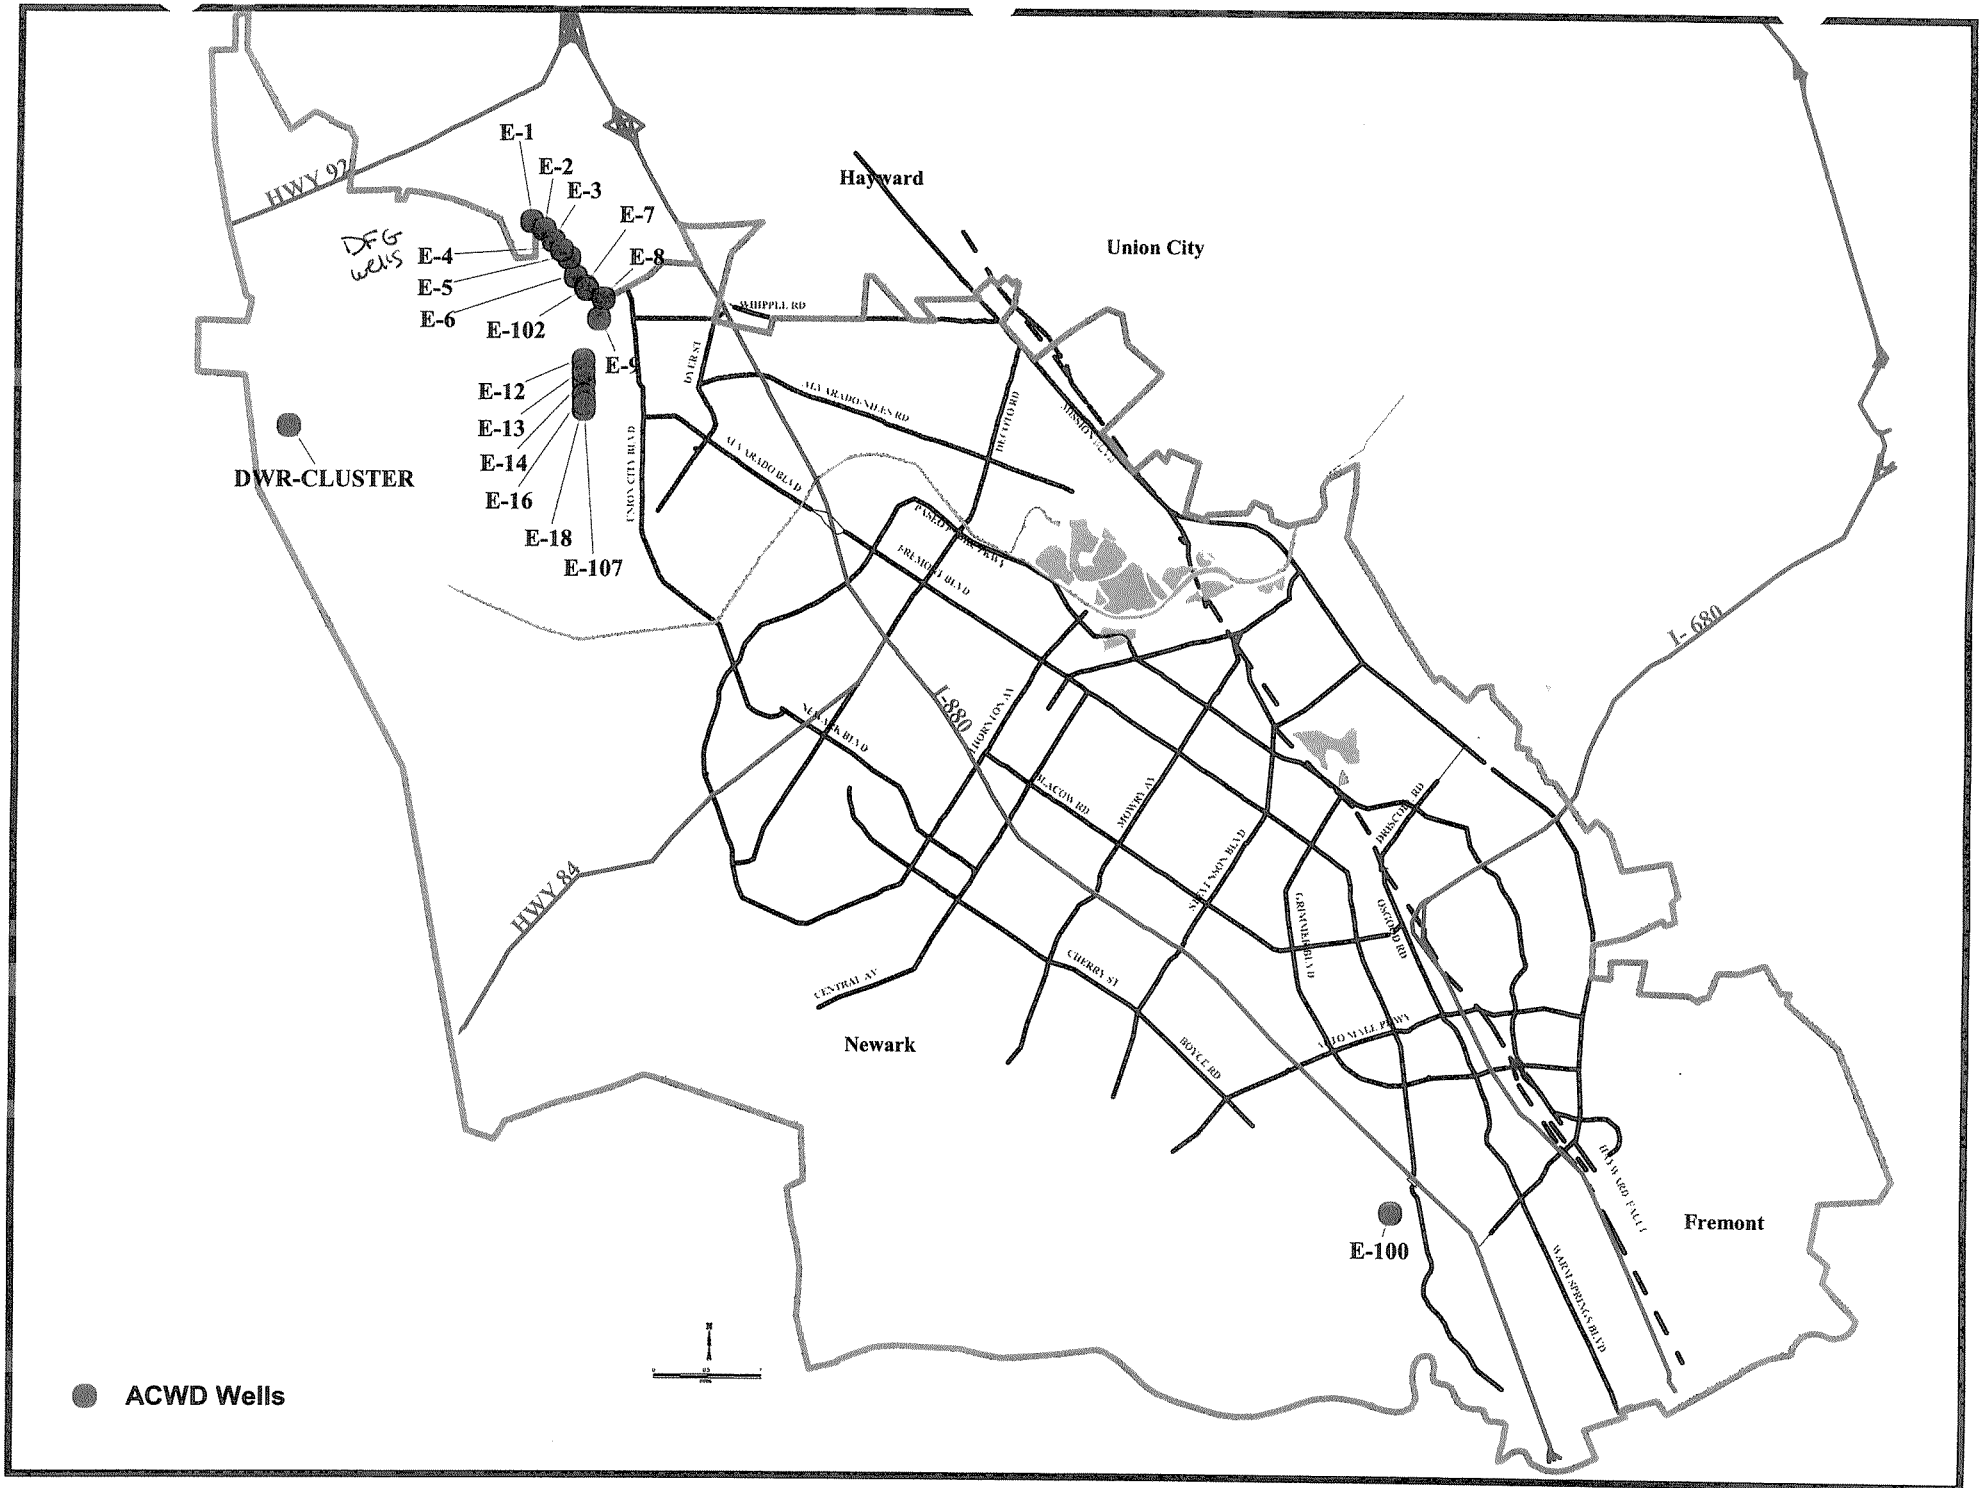 E-1
E-2
Hayward
HWY 92
E-3
E-7
DFG
wells
Union City
E-4
E-8
E-5
WHIPPLE RD
E-6
E-102
E-9
DYER ST
E-12
ALVARADO-NILES RD
DECOTO RD
MISSION BLVD
E-13
ALVARADO BLVD
E-14
DWR-CLUSTER
UNION CITY BLVD
E-16
PASEO PADRE PKWY
E-18
FREMONT BLVD
E-107
I- 680
I-880
THORNTON AV
NEWARK BLVD
BLACOW RD
MOWRY AV
DRISCOLL RD
STEVENSON BLVD
HWY 84
GRIMMER BLVD
OSGOOD RD
CENTRAL AV
CHERRY ST
Newark
AUTO MALL PKWY
BOYCE RD
HAYWARD FAULT
Fremont
E-100
WARM SPRINGS BLVD
N
ACWD Wells